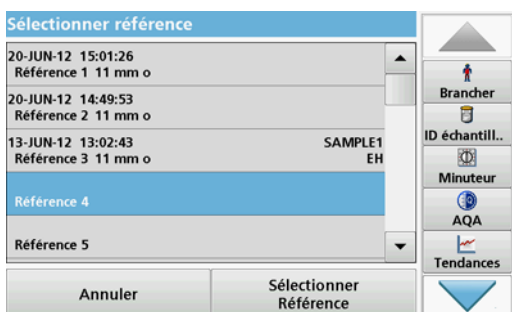 Sélectionner référence
20-JUN-12 15:01:26
Référence 1 11 mm o
20-JUN-12 14:49:53
Référence 2 11 mm o
13-JUN-12 13:02:43 SAMPLE1
Référence 3 11 mm o EH
Référence 4
Référence 5
Annuler
Sélectionner
Référence
Brancher
ID échantill..
Minuteur
AQA
Tendances